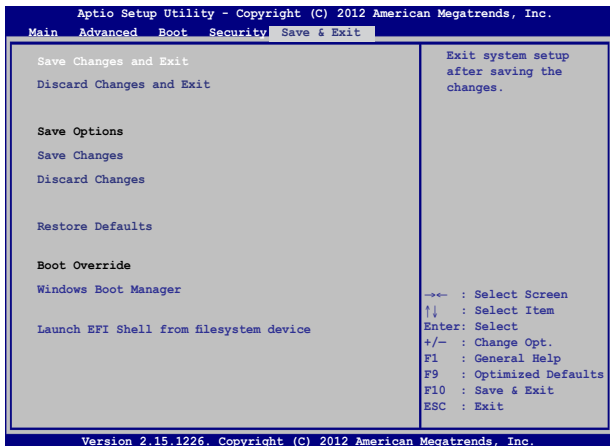 Aptio Setup Utility - Copyright (C) 2012 American Megatrends, Inc.
Main Advanced Boot Security Save & Exit
Save Changes and Exit
Discard Changes and Exit
Save Options
Save Changes
Discard Changes
Restore Defaults
Boot Override
Windows Boot Manager
Launch EFI Shell from filesystem device
Exit system setup
after saving the
changes.
→← : Select Screen
↑↓ : Select Item
Enter: Select
+/— : Change Opt.
F1 : General Help
F9 : Optimized Defaults
F10 : Save & Exit
ESC : Exit
Version 2.15.1226. Copyright (C) 2012 American Megatrends, Inc.